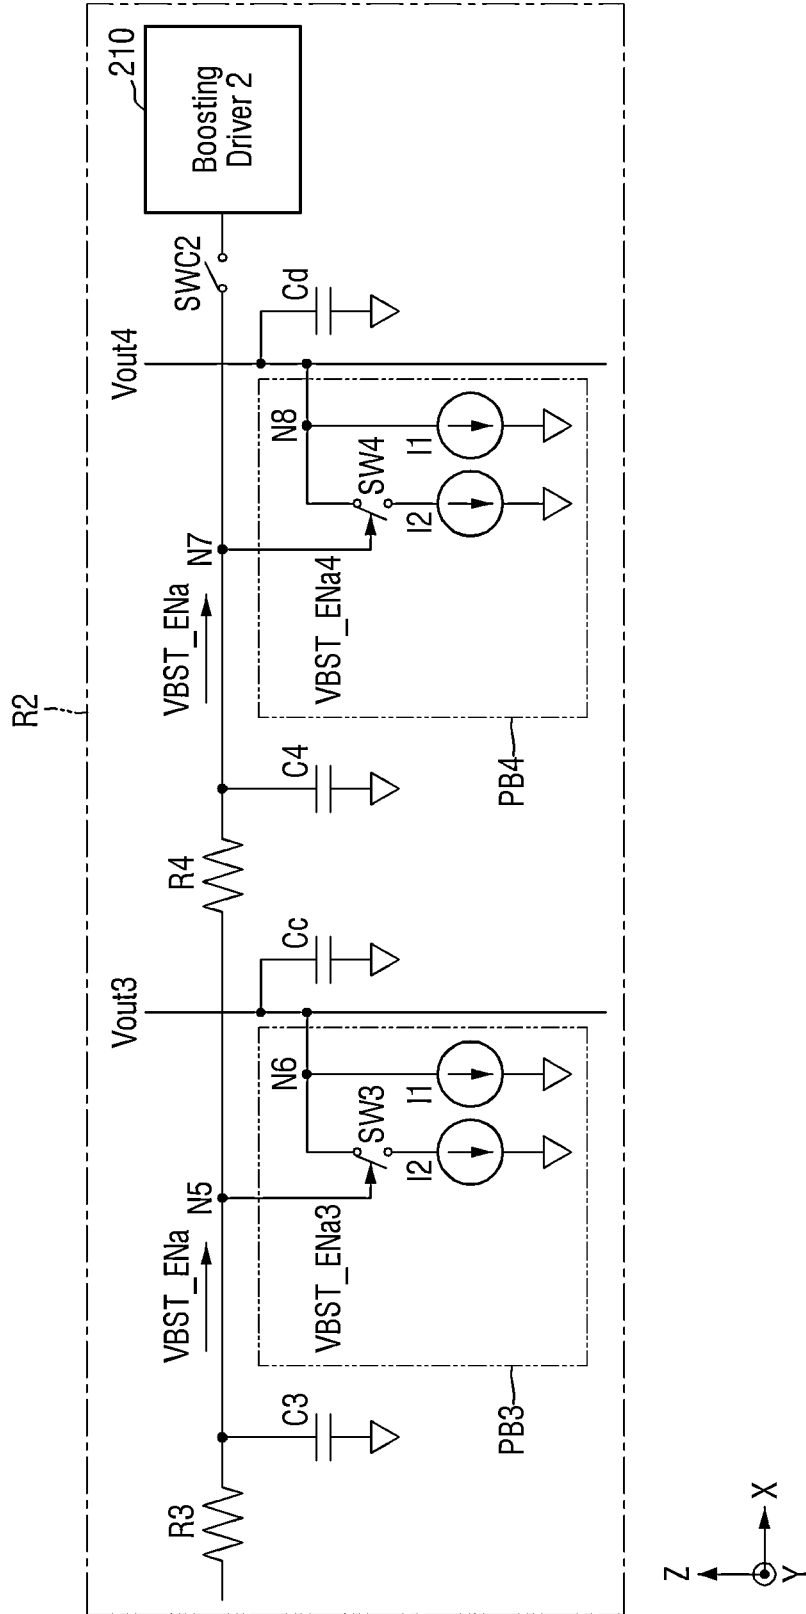 R2
210
Boosting
Driver 2
SWC2
Vout3
Vout4
VBST_ENa
N5
VBST_ENa
N7
R3
C3
Cc
R4
C4
Cd
VBST_ENa3
SW3
N6
I2
I1
VBST_ENa4
SW4
N8
I2
I1
PB3
PB4
Z
X
Y